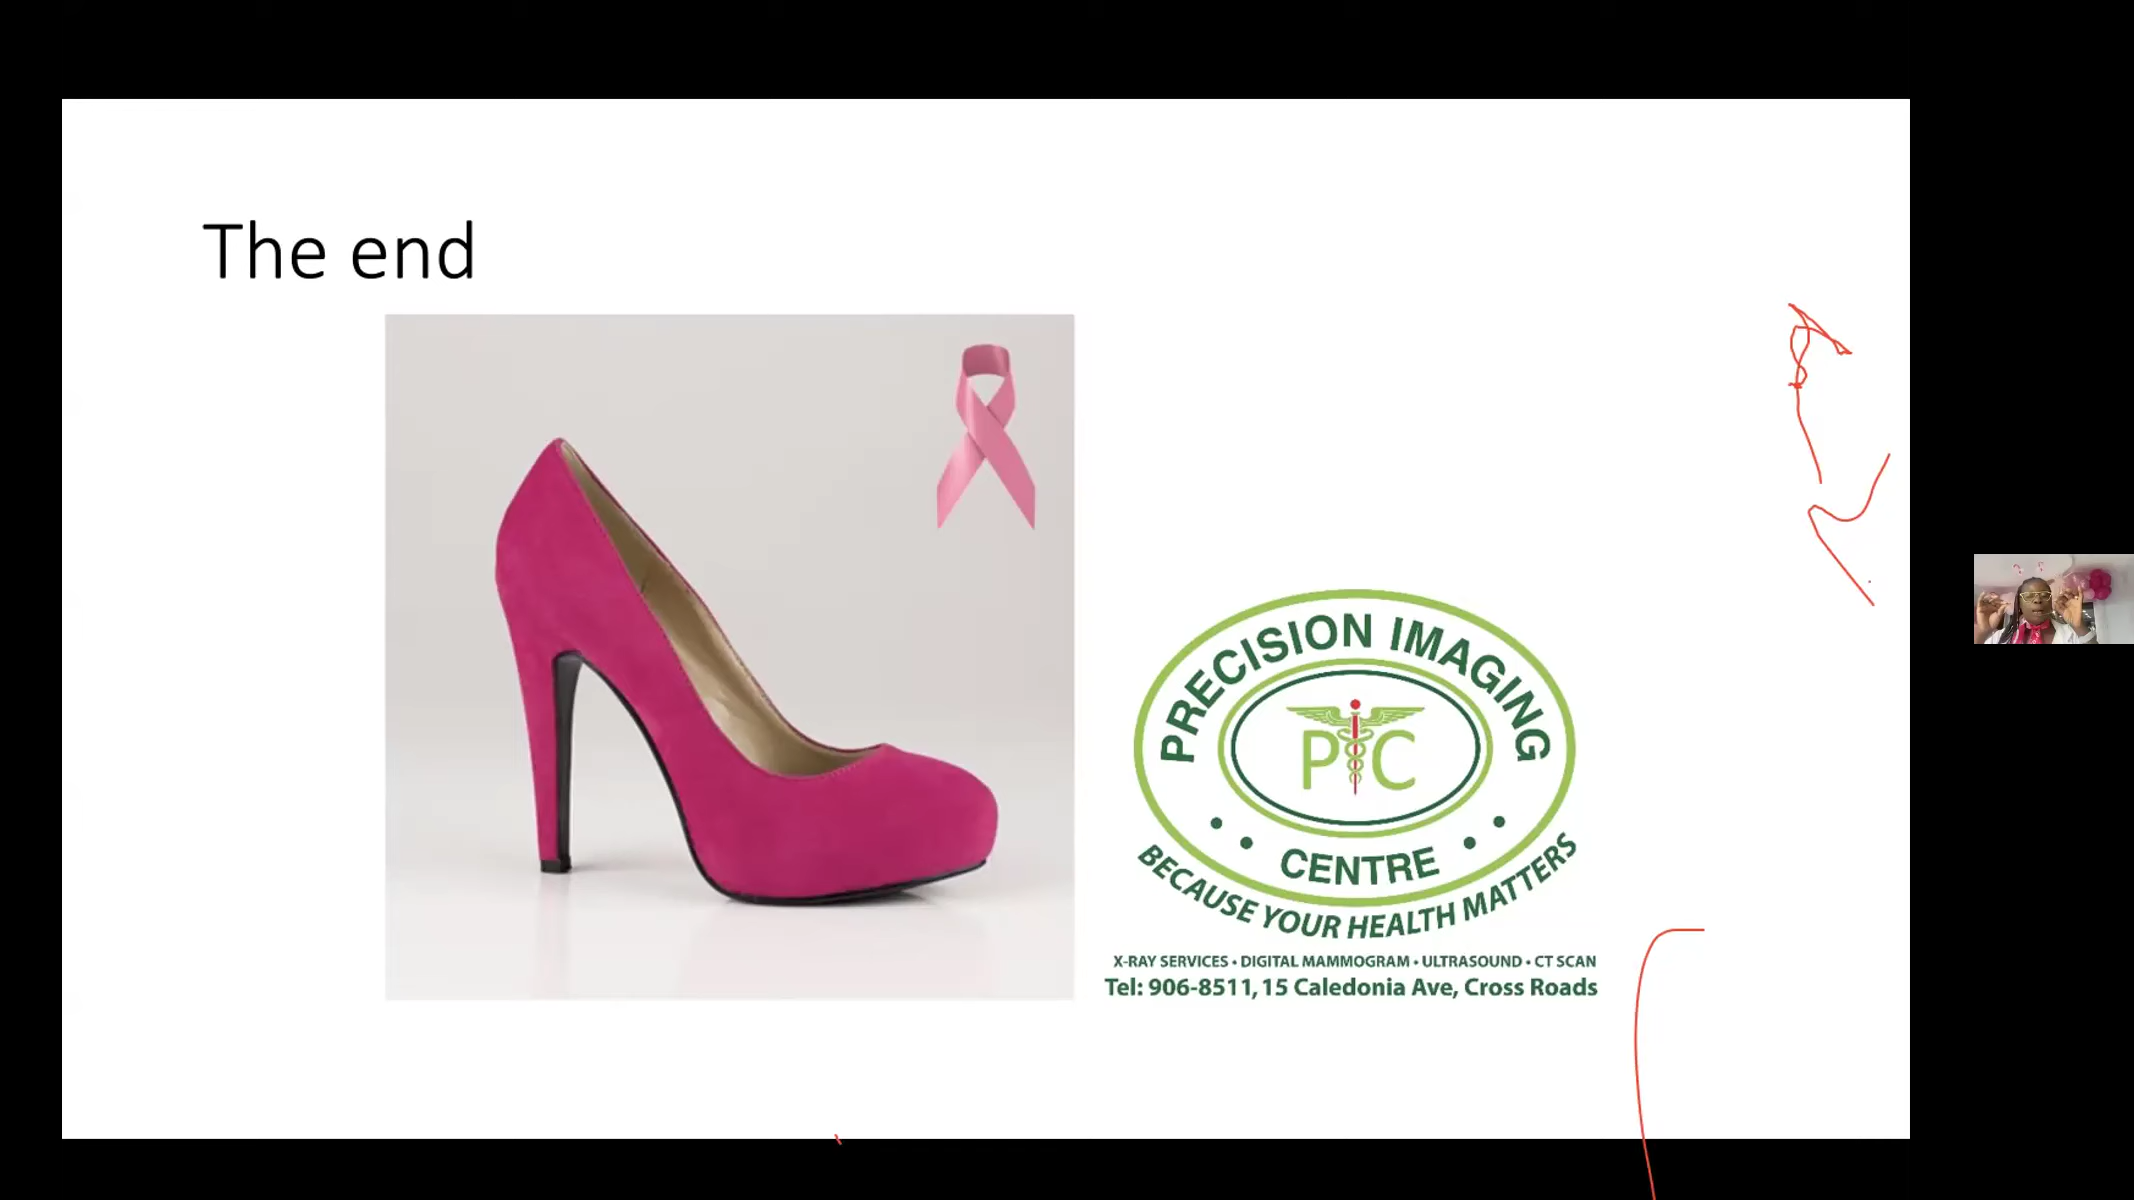 The end
PRECISION IMAGING
PIC
CENTRE
BECAUSE YOUR HEALTH MATTERS
X-RAY SERVICES • DIGITAL MAMMOGRAM • ULTRASOUND • CT SCAN
Tel: 906-8511, 15 Caledonia Ave, Cross Roads